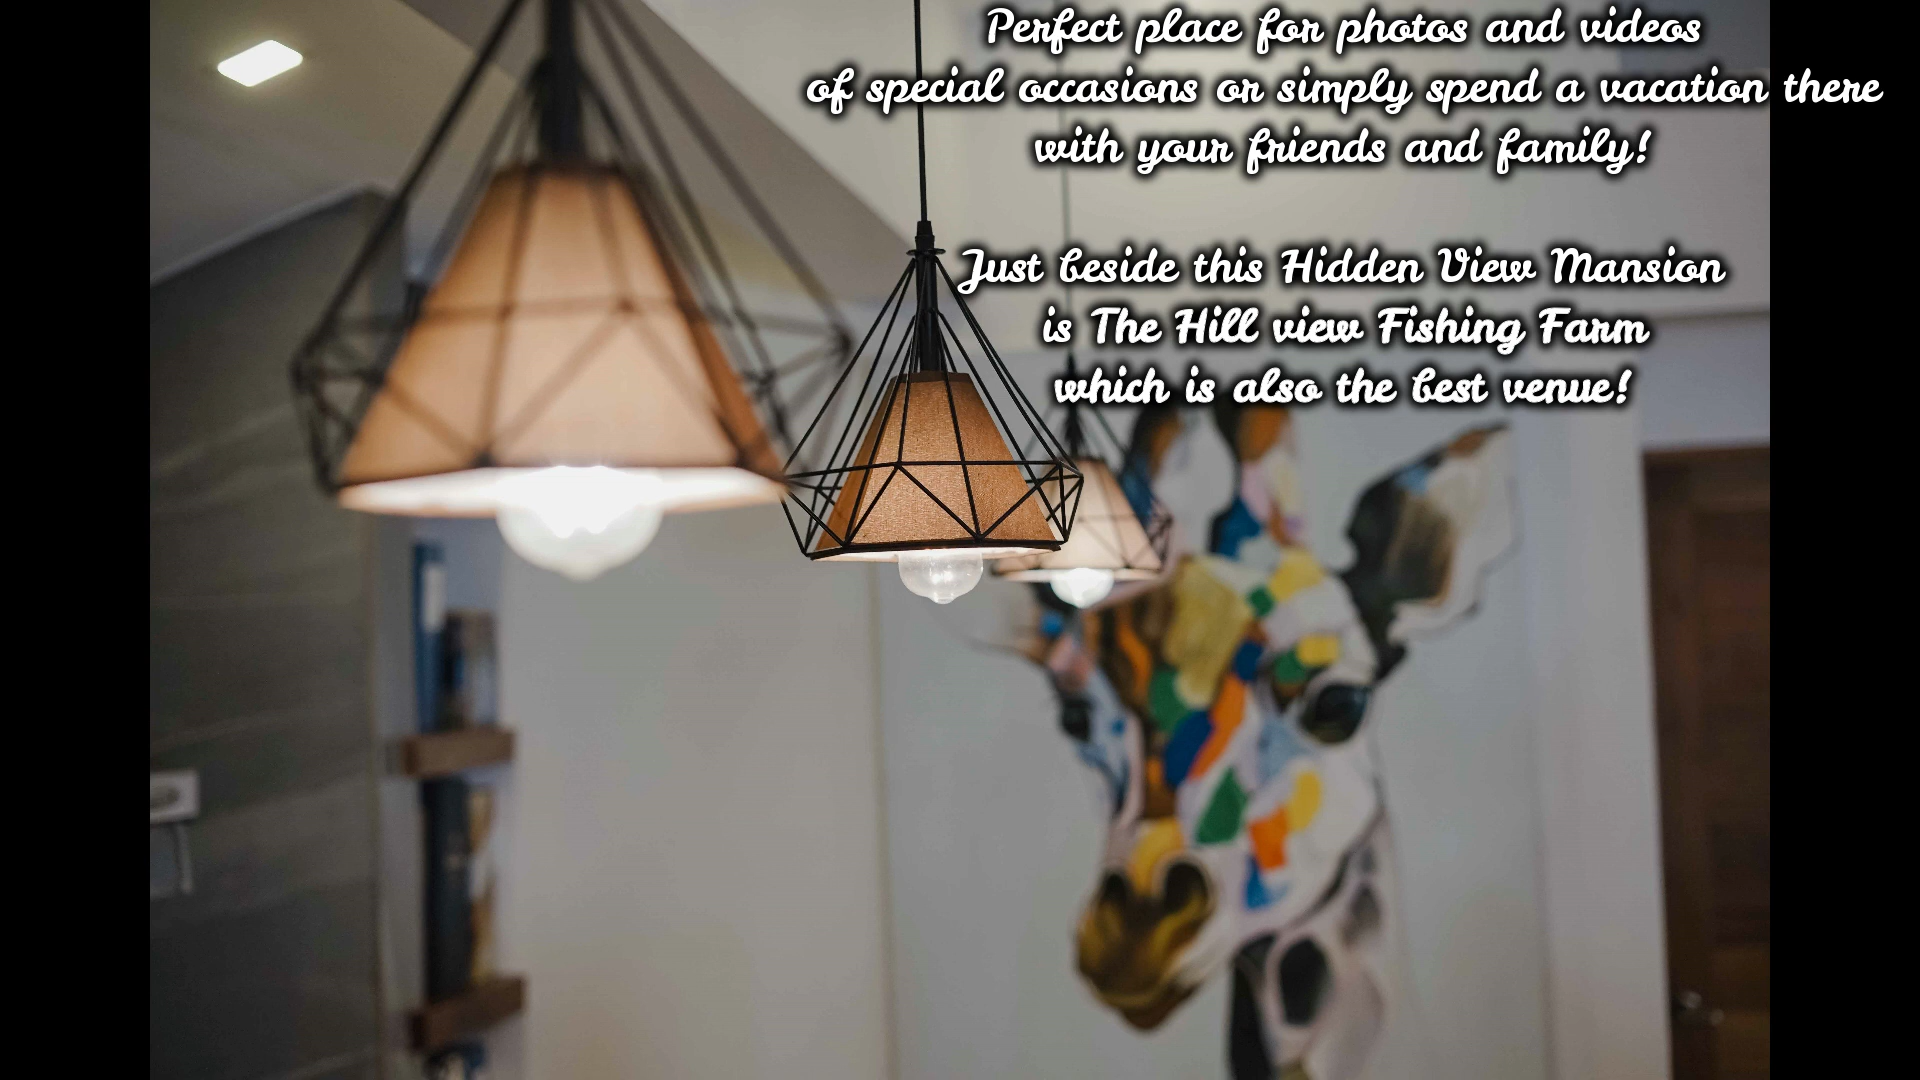 Perfect place for photos and videos
of special occasions or simply spend a vacation there
with your friends and family!
Just beside this Hidden View Mansion
is The Hill view Fishing Farm
which is also the best venue!